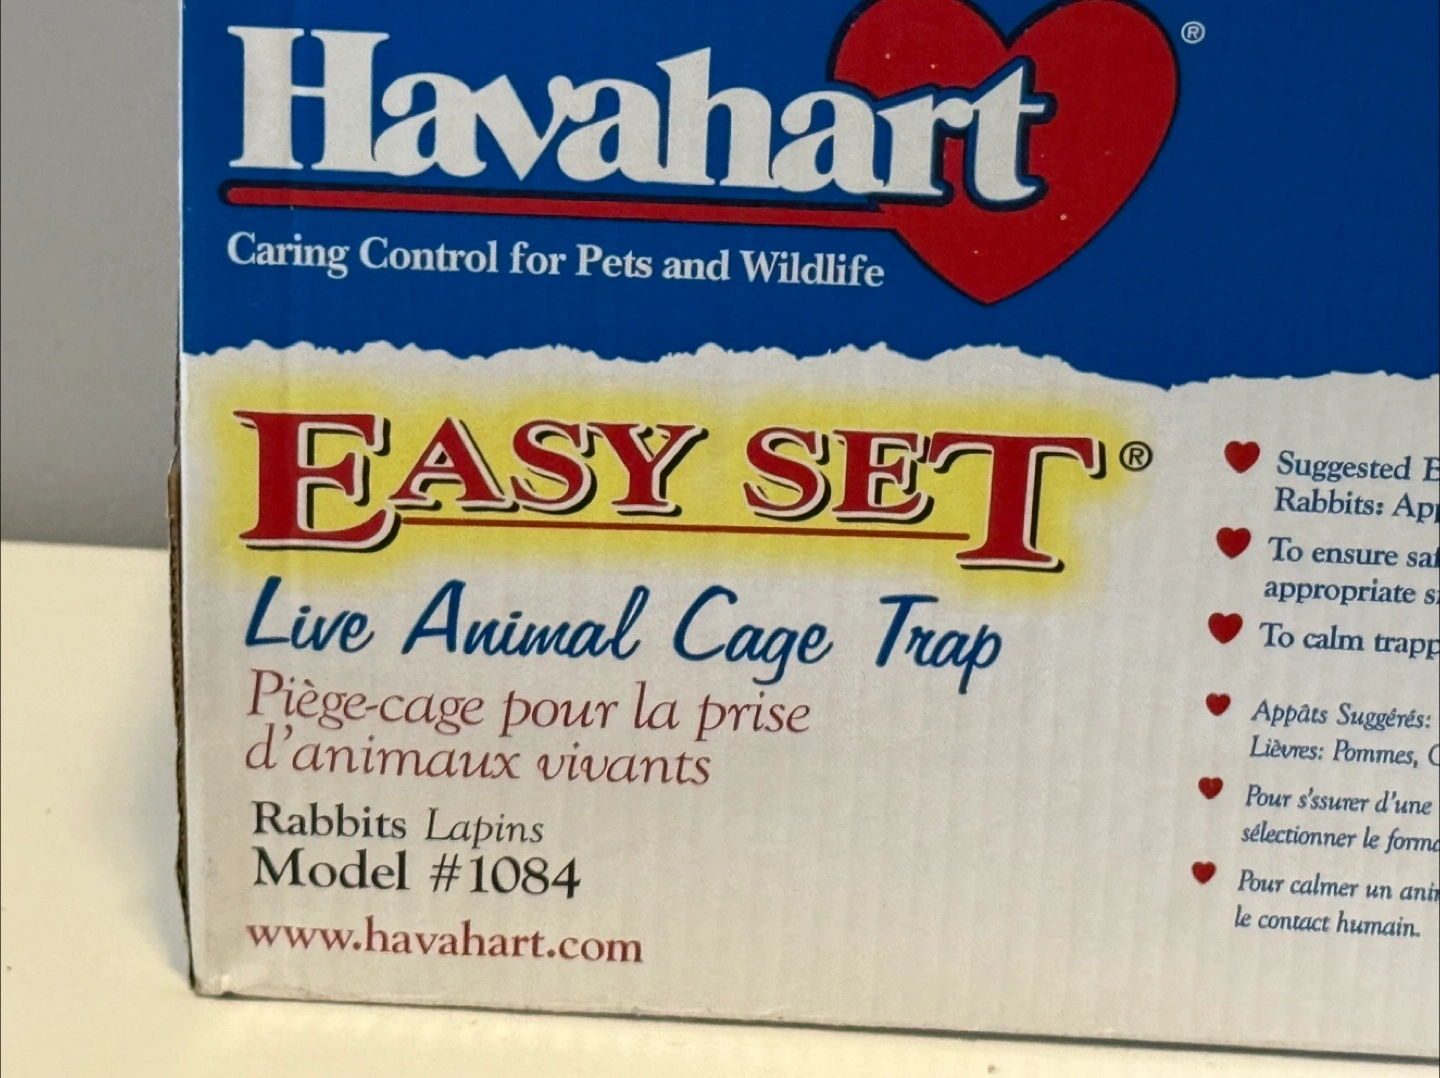 Havahart®
Caring Control for Pets and Wildlife
EASY SET®
Live Animal Cage Trap
Piège-cage pour la prise
d'animaux vivants
Rabbits Lapins
Model #1084
www.havahart.com
Suggested
Rabbits:
To ensure
appropriate
To calm
Appâts Suggérés:
Lièvres: Pommes,
Pour s'ssurer d'une
sélectionner le
Pour calmer un
le contact humain.